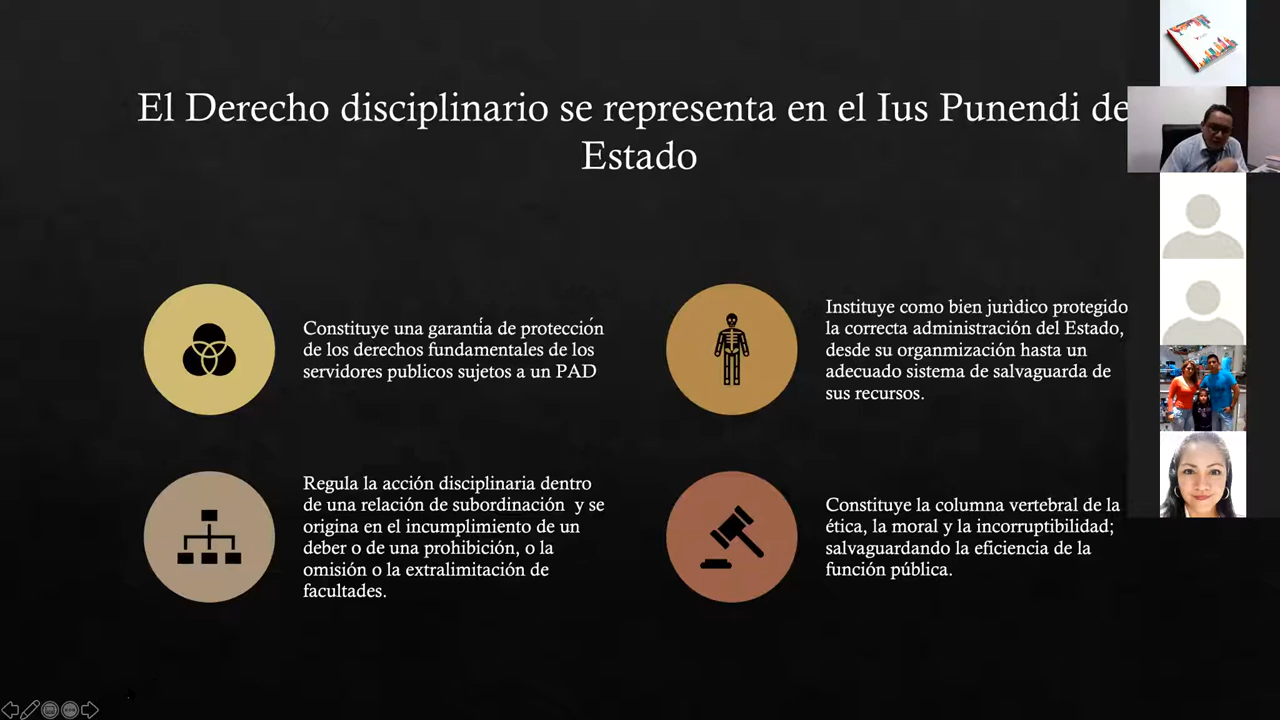 El Derecho disciplinario se representa en el Ius Punendi de
Estado
Constituye una garantía de protección
de los derechos fundamentales de los
servidores publicos sujetos a un PAD
Instituye como bien jurìdico protegido
la correcta administración del Estado,
desde su organmización hasta un
adecuado sistema de salvaguarda de
sus recursos.
Regula la acción disciplinaria dentro
de una relación de subordinación y se
origina en el incumplimiento de un
deber o de una prohibición, o la
omisión o la extralimitación de
facultades.
Constituye la columna vertebral de la
ética, la moral y la incorruptibilidad;
salvaguardando la eficiencia de la
función pública.